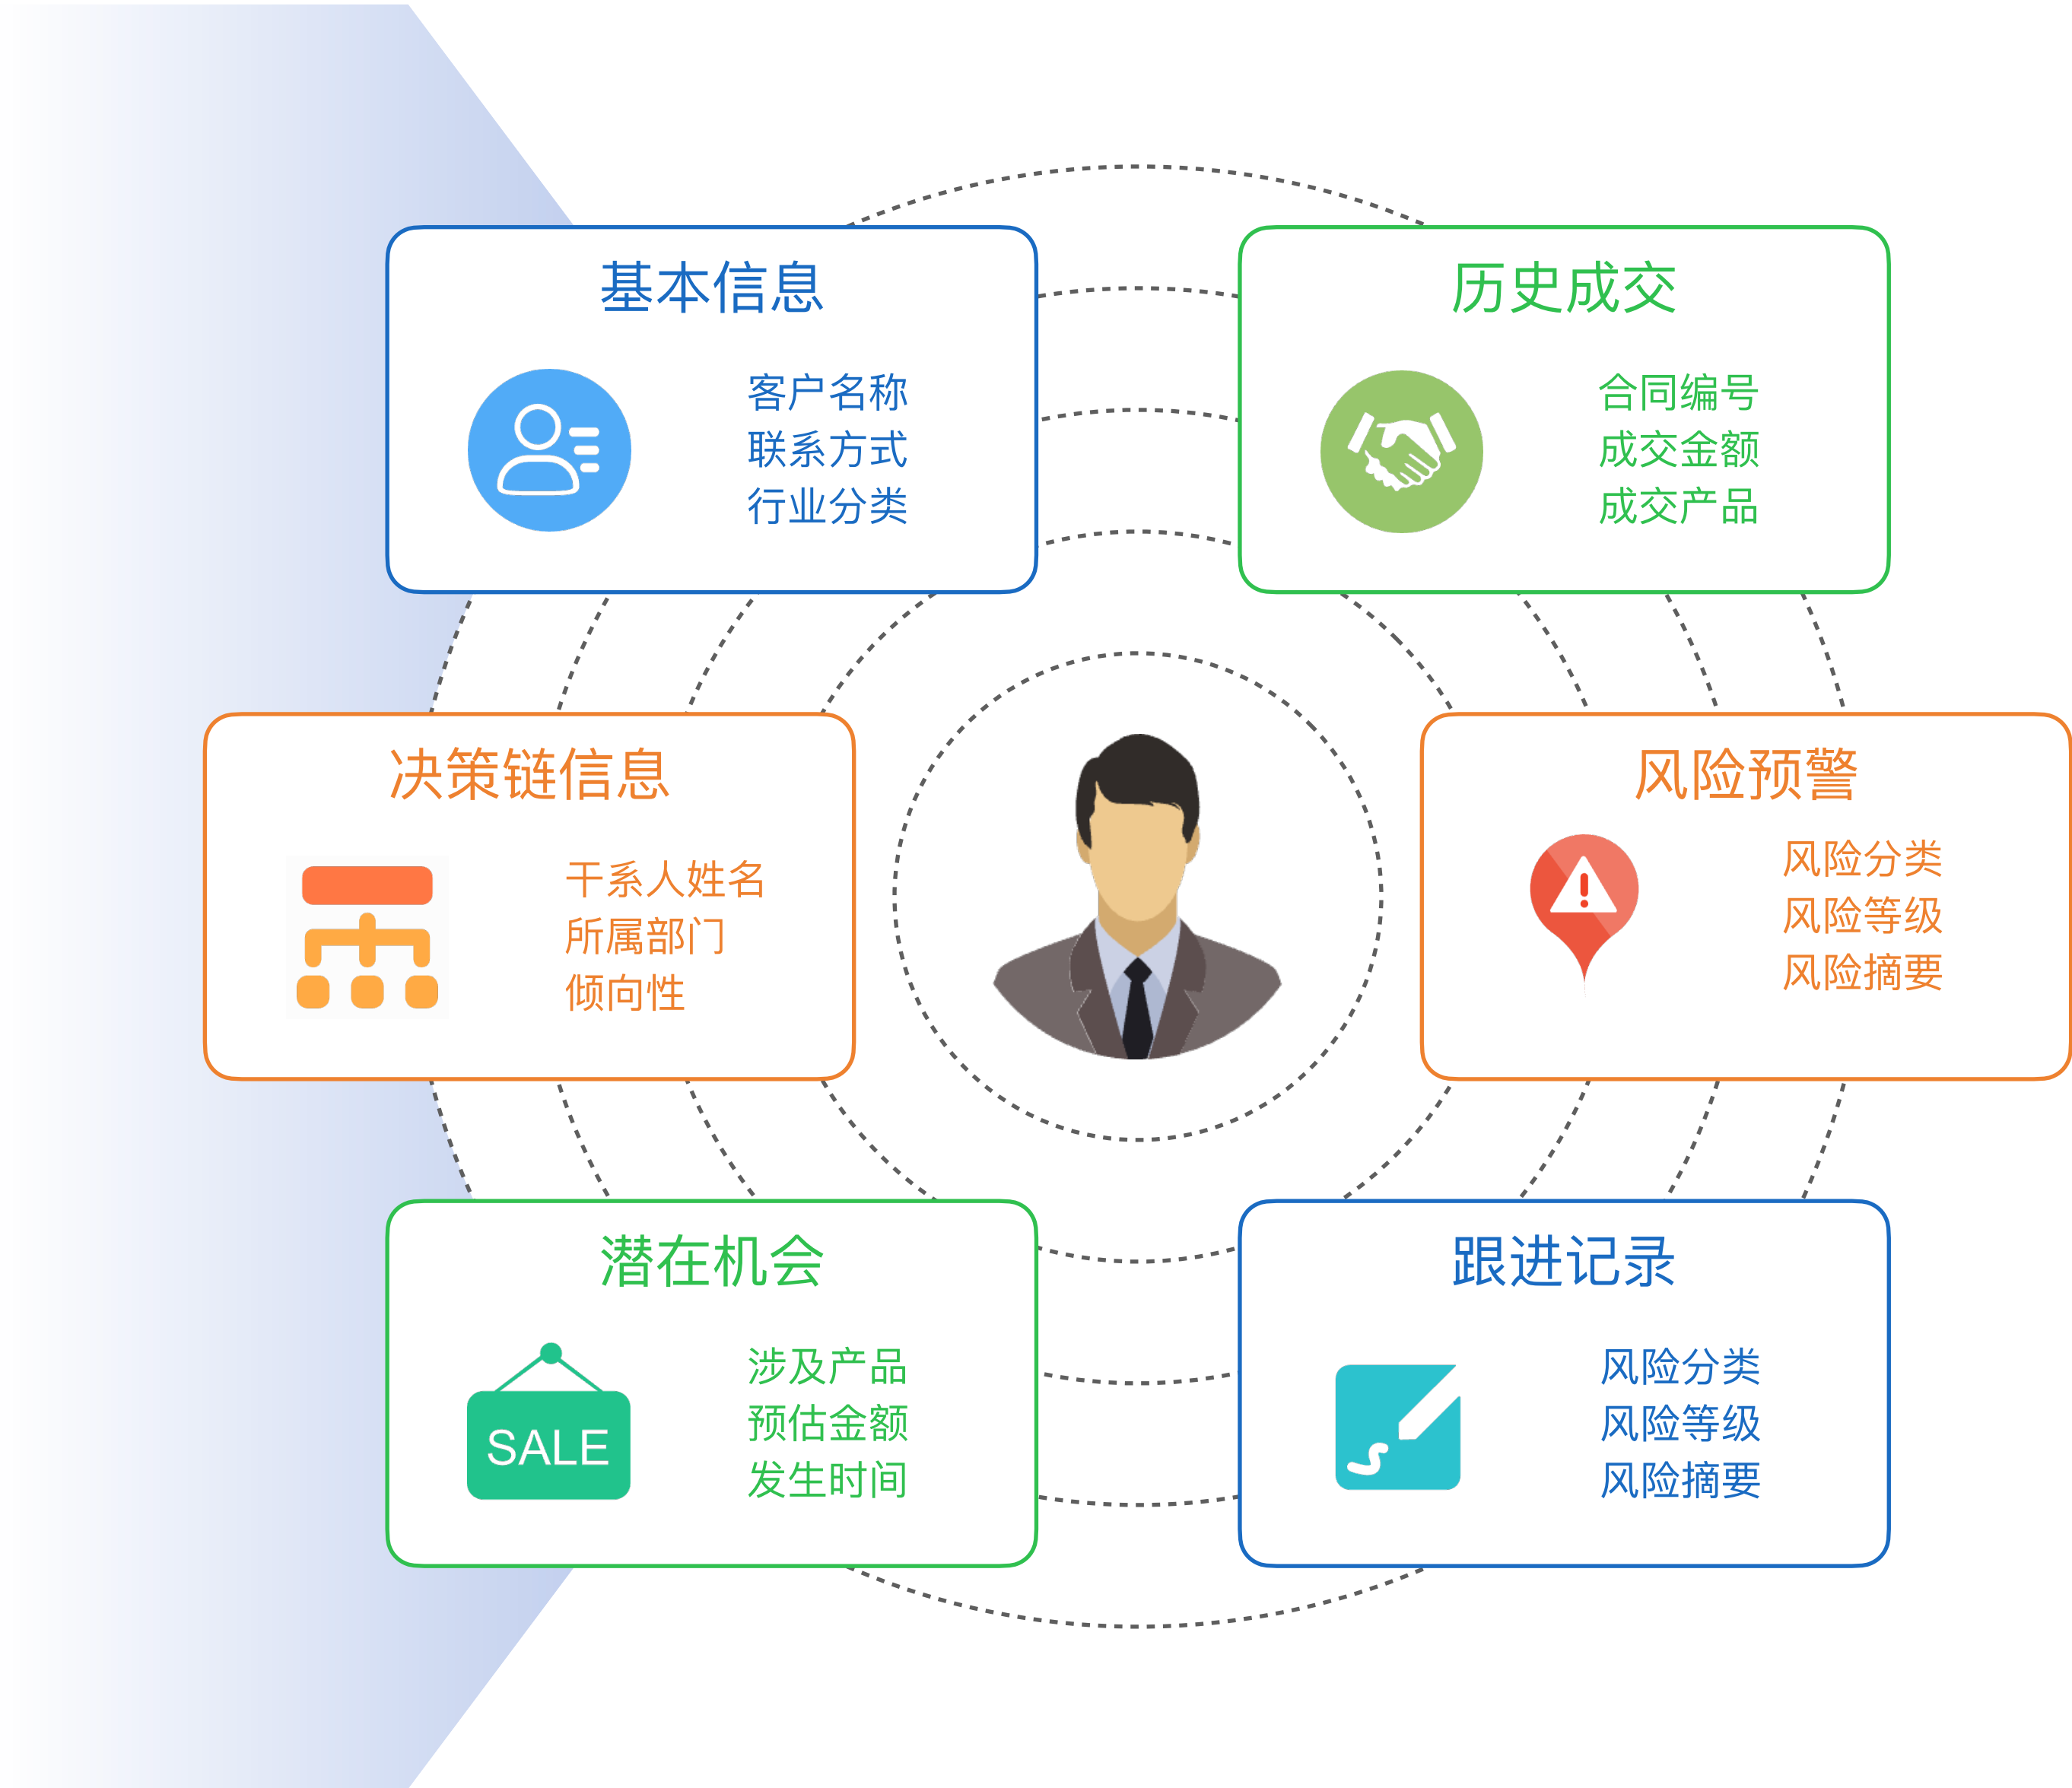 基本信息
客户名称
联系方式
行业分类
历史成交
合同编号
成交金额
成交产品
决策链信息
干系人姓名
所属部门
倾向性
风险预警
风险分类
风险等级
风险摘要
潜在机会
SALE
涉及产品
预估金额
发生时间
跟进记录
风险分类
风险等级
风险摘要